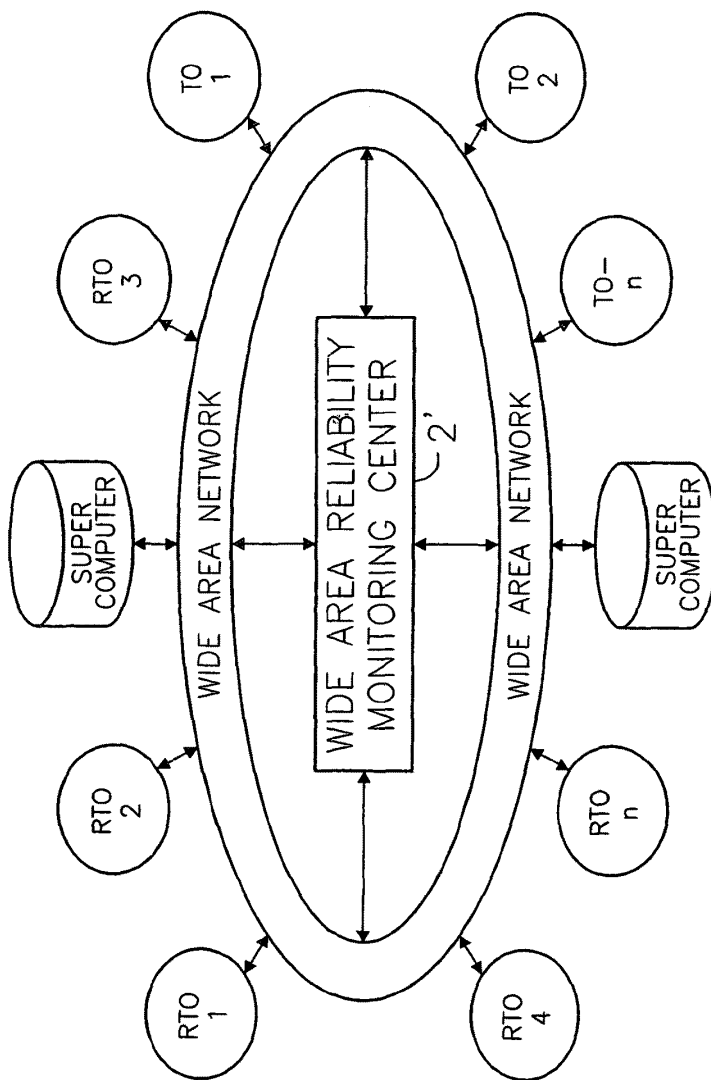 SUPER
COMPUTER
RTO
1
RTO
2
RTO
3
TO
1
WIDE AREA NETWORK
WIDE AREA RELIABILITY
MONITORING CENTER
2'
WIDE AREA NETWORK
RTO
4
RTO
n
TO-
n
TO
2
SUPER
COMPUTER